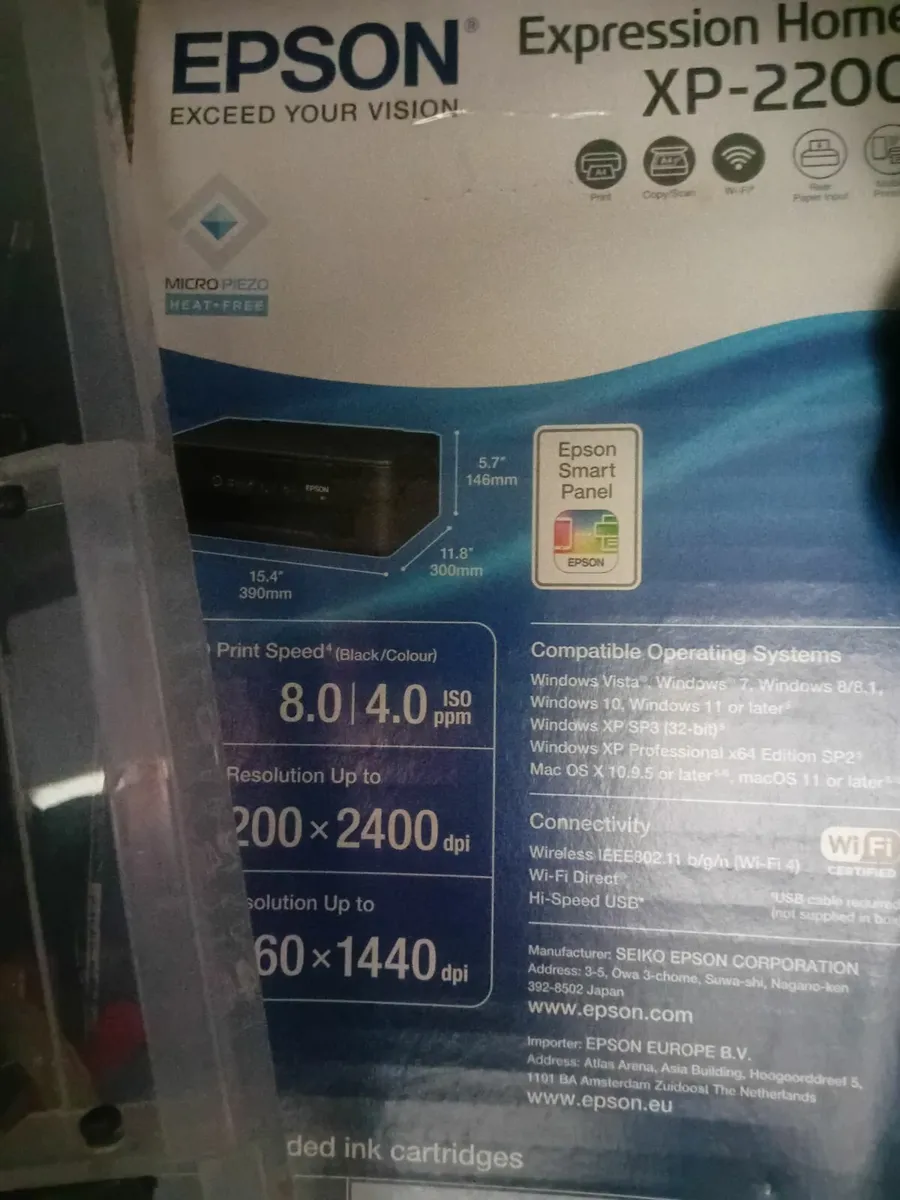 EPSON®
EXCEED YOUR VISION
Expression Home
XP-2200
Print
Copy/Scan
Wi-Fi®
Rear
Paper Input
MICRO PIEZO
HEAT-FREE
EPSON
5.7"
146mm
11.8"
300mm
15.4"
390mm
Epson
Smart
Panel
EPSON
Print Speed⁴ (Black/Colour)
8.0|4.0 ISO
ppm
Resolution Up to
200×2400 dpi
solution Up to
60×1440 dpi
Compatible Operating Systems
Windows Vista, Windows 7, Windows 8/8.1,
Windows 10, Windows 11 or later
Windows XP SP3 (32-bit)
Windows XP Professional x64 Edition SP2
Mac OS X 10.9.5 or later, macOS 11 or later
Connectivity
Wireless IEEE802.11 b/g/n (Wi-Fi 4)
Wi-Fi Direct
Hi-Speed USB*
Wi Fi
CERTIFIED
*USB cable required
(not supplied in box
Manufacturer: SEIKO EPSON CORPORATION
Address: 3-5, Owa 3-chome, Suwa-shi, Nagano-ken
392-8502 Japan
www.epson.com
Importer: EPSON EUROPE B.V.
Address: Atlas Arena, Asia Building, Hoogoorddreef 5,
1101 BA Amsterdam Zuidoost The Netherlands
www.epson.eu
ded ink cartridges